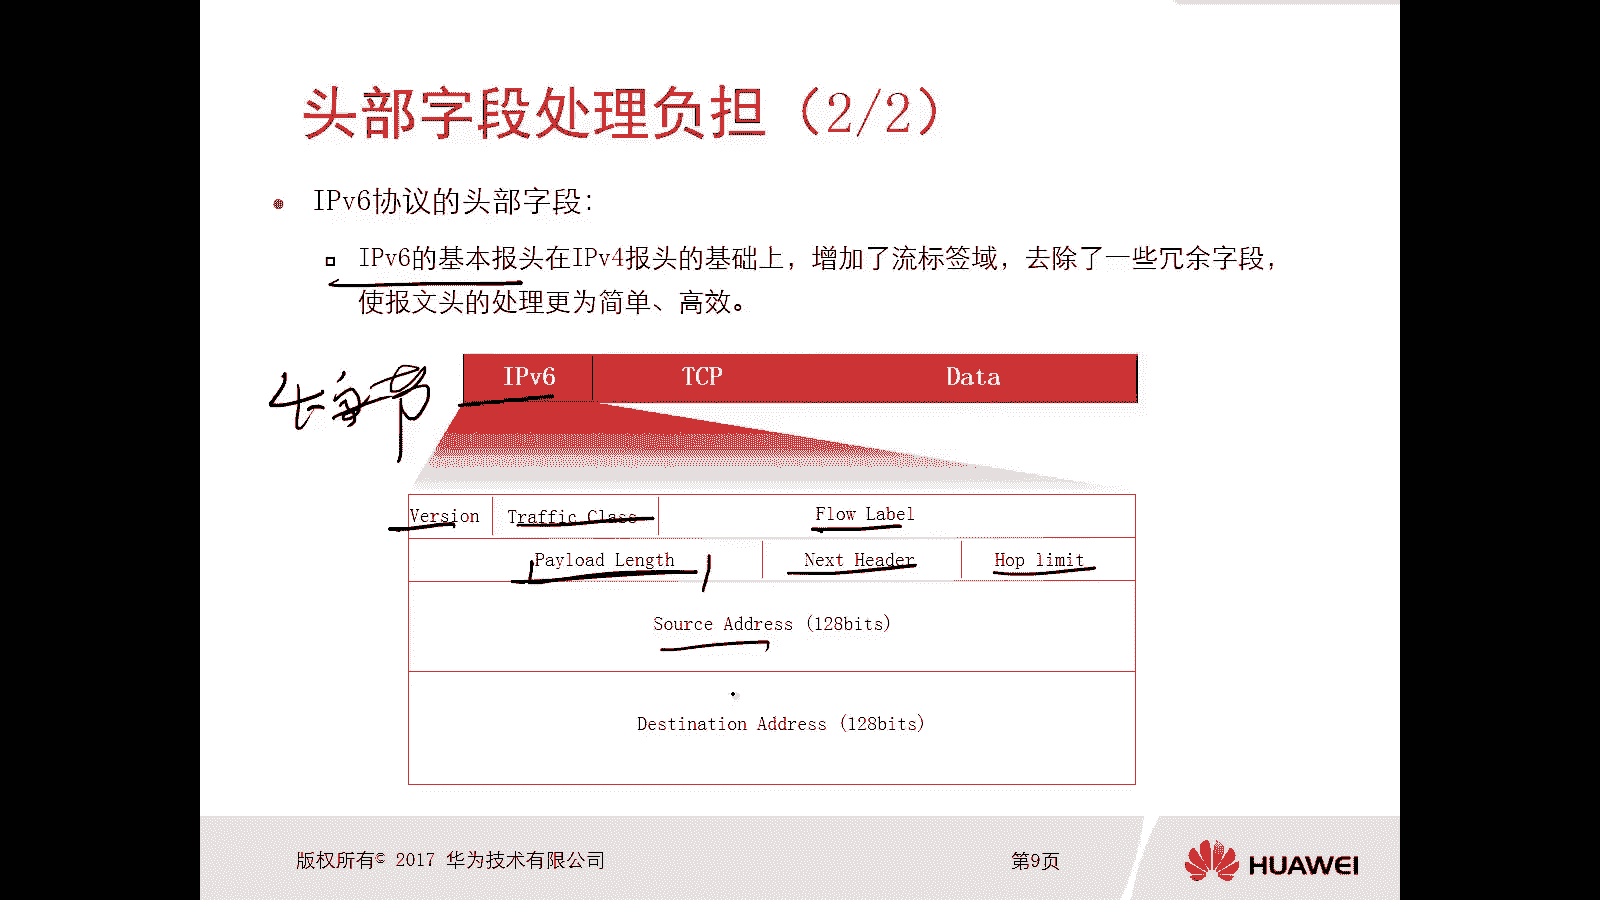 头部字段处理负担（2/2）
IPv6协议的头部字段：
IPv6的基本报头在IPv4报头的基础上，增加了流标签域，去除了一些冗余字段，
使报文头的处理更为简单、高效。
IPv6 TCP Data
字节
Version Traffic Class Flow Label
Payload Length Next Header Hop limit
Source Address (128bits)
Destination Address (128bits)
版权所有© 2017 华为技术有限公司 第9页 HUAWEI